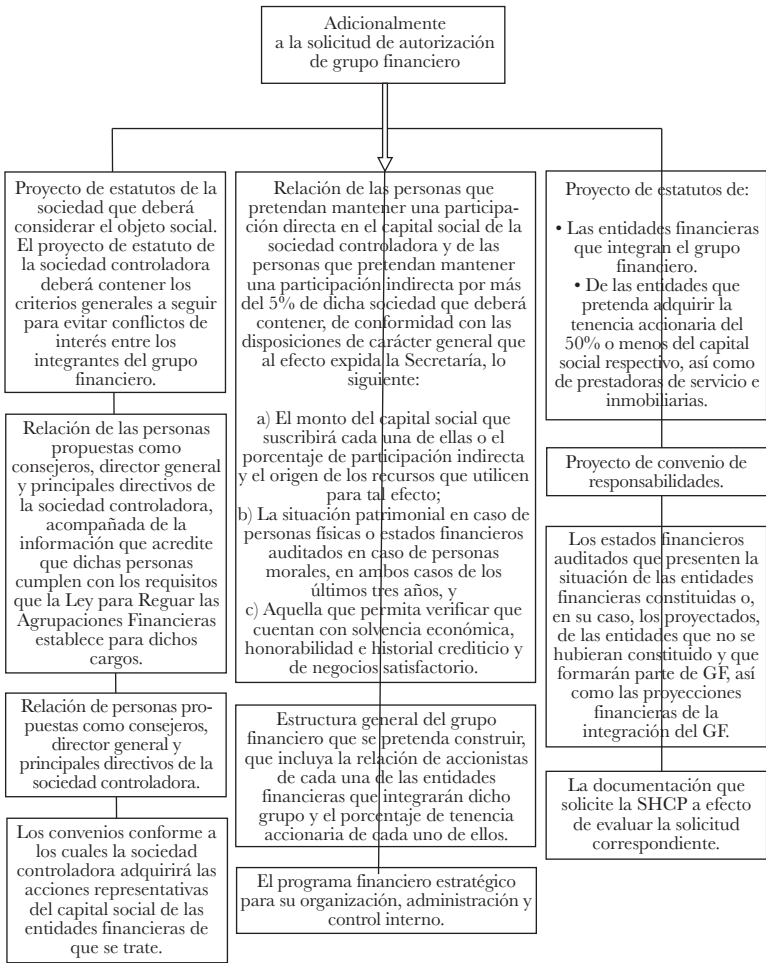 Adicionalmente
a la solicitud de autorización
de grupo financiero
Proyecto de estatutos de la
sociedad que deberá
considerar el objeto social.
El proyecto de estatuto de
la sociedad controladora
deberá contener los
criterios generales a seguir
para evitar conflictos de
interés entre los
integrantes del grupo
financiero.
Relación de las personas
propuestas como
consejeros, director general
y principales directivos de
la sociedad controladora,
acompañada de la
información que acredite
que dichas personas
cumplen con los requisitos
que la Ley para Reguar las
Agrupaciones Financieras
establece para dichos
cargos.
Relación de personas pro-
puestas como consejeros,
director general y
principales directivos de la
sociedad controladora.
Los convenios conforme a
los cuales la sociedad
controladora adquirirá las
acciones representativas
del capital social de las
entidades financieras de
que se trate.
Relación de las personas que
pretendan mantener una participa-
ción directa en el capital social de la
sociedad controladora y de las
personas que pretendan mantener
una participación indirecta por más
del 5% de dicha sociedad que deberá
contener, de conformidad con las
disposiciones de carácter general que
al efecto expida la Secretaría, lo
siguiente:
a) El monto del capital social que
suscribirá cada una de ellas o el
porcentaje de participación indirecta
y el origen de los recursos que utilicen
para tal efecto;
b) La situación patrimonial en caso de
personas físicas o estados financieros
auditados en caso de personas
morales, en ambos casos de los
últimos tres años, y
c) Aquella que permita verificar que
cuentan con solvencia económica,
honorabilidad e historial crediticio y
de negocios satisfactorio.
Estructura general del grupo
financiero que se pretenda construir,
que incluya la relación de accionistas
de cada una de las entidades
financieras que integrarán dicho
grupo y el porcentaje de tenencia
accionaria de cada uno de ellos.
El programa financiero estratégico
para su organización, administración y
control interno.
Proyecto de estatutos de:
• Las entidades financieras
que integran el grupo
financiero.
• De las entidades que
pretenda adquirir la
tenencia accionaria del
50% o menos del capital
social respectivo, así como
de prestadoras de servicio e
inmobiliarias.
Proyecto de convenio de
responsabilidades.
Los estados financieros
auditados que presenten la
situación de las entidades
financieras constituidas o,
en su caso, los proyectados,
de las entidades que no se
hubieran constituido y que
formarán parte de GF, así
como las proyecciones
financieras de la
integración del GF.
La documentación que
solicite la SHCP a efecto
de evaluar la solicitud
correspondiente.